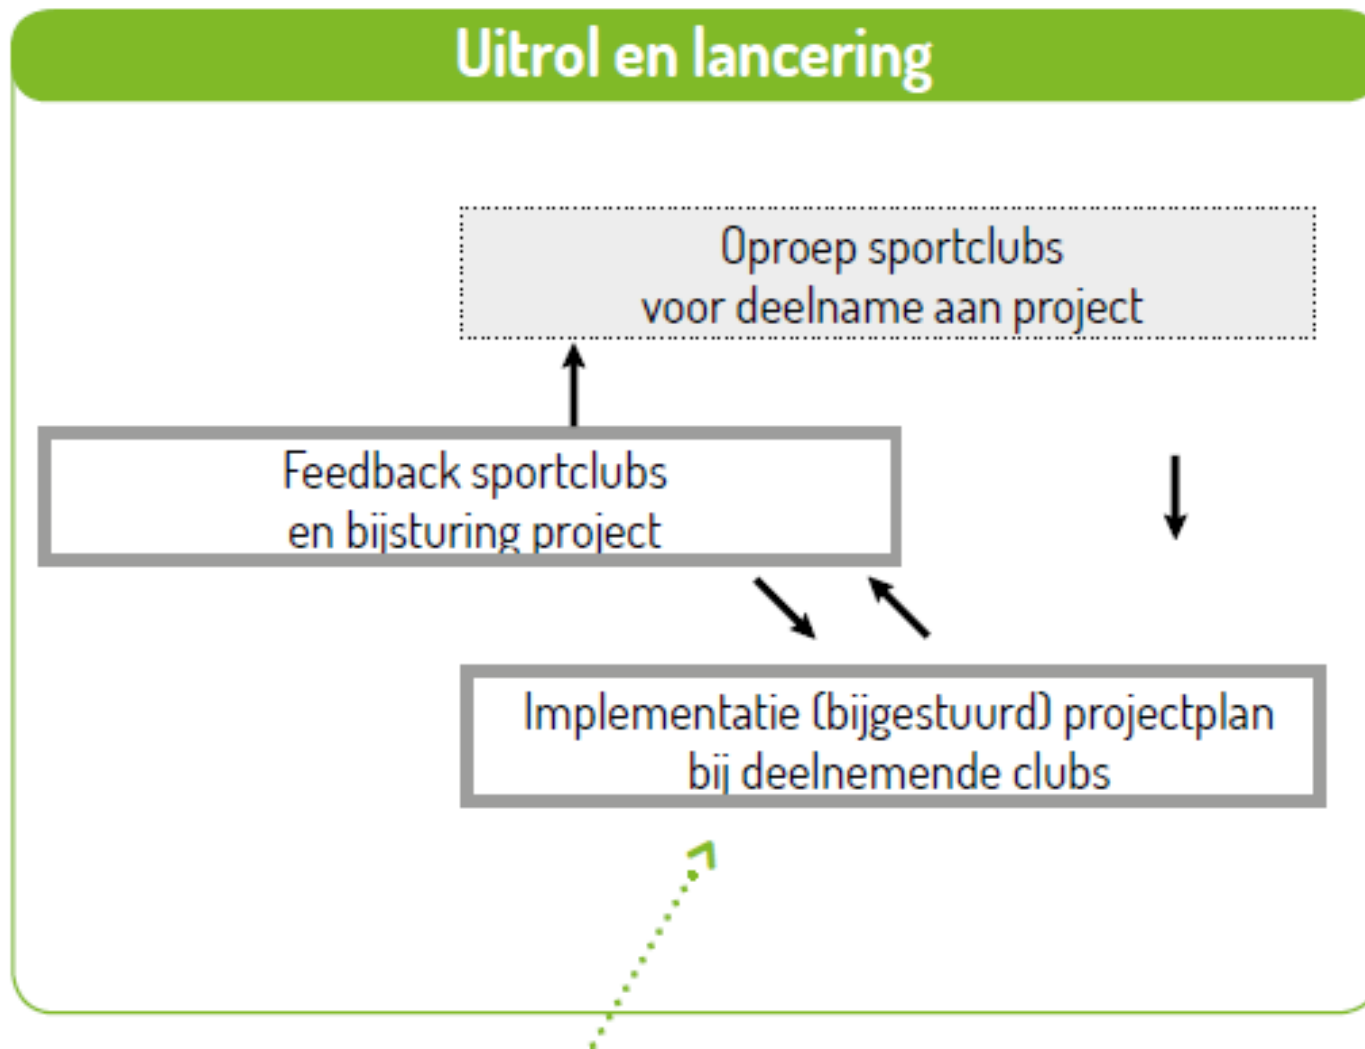 Uitrol en lancering
Oproep sportclubs
voor deelname aan project
Feedback sportclubs
en bijsturing project
Implementatie (bijgestuurd) projectplan
bij deelnemende clubs